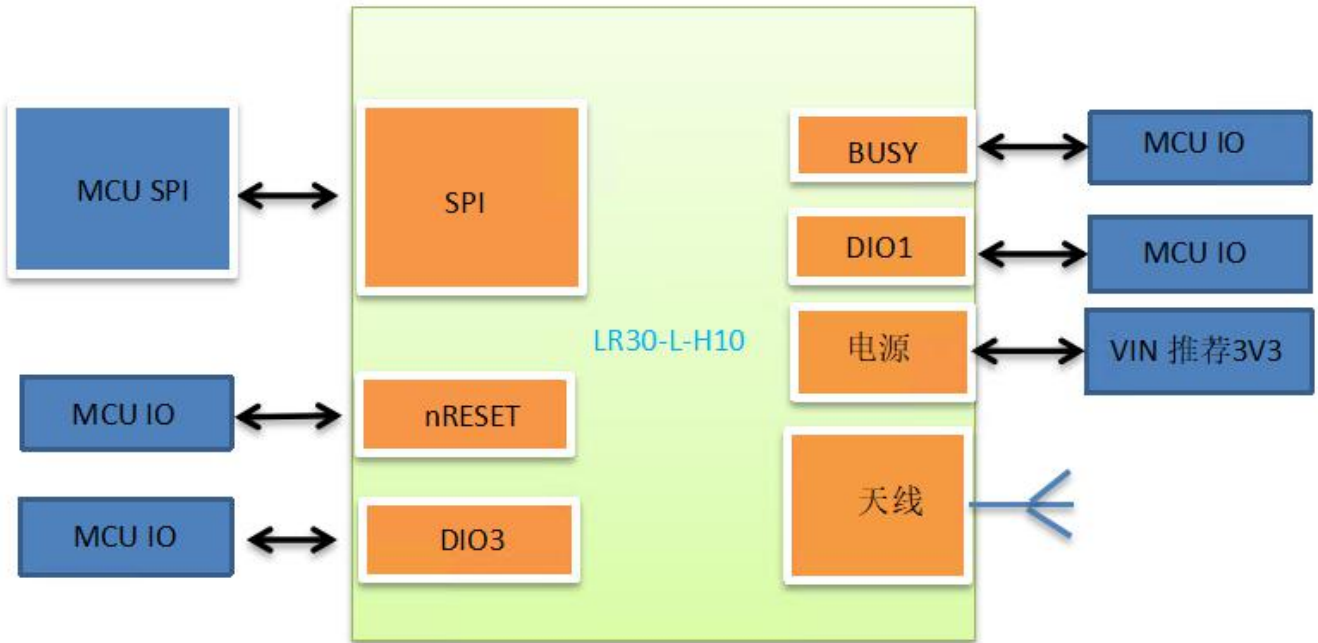 MCU SPI
SPI
BUSY
MCU IO
DIO1
MCU IO
LR30-L-H10
电源
VIN 推荐3V3
MCU IO
nRESET
天线
MCU IO
DIO3